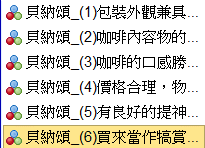 貝納頌_(1)包裝外觀兼具...
貝納頌_(2)咖啡內容物的...
貝納頌_(3)咖啡的口感勝...
貝納頌_(4)價格合理，物...
貝納頌_(5)有良好的提神...
貝納頌_(6)買來當作犒賞...